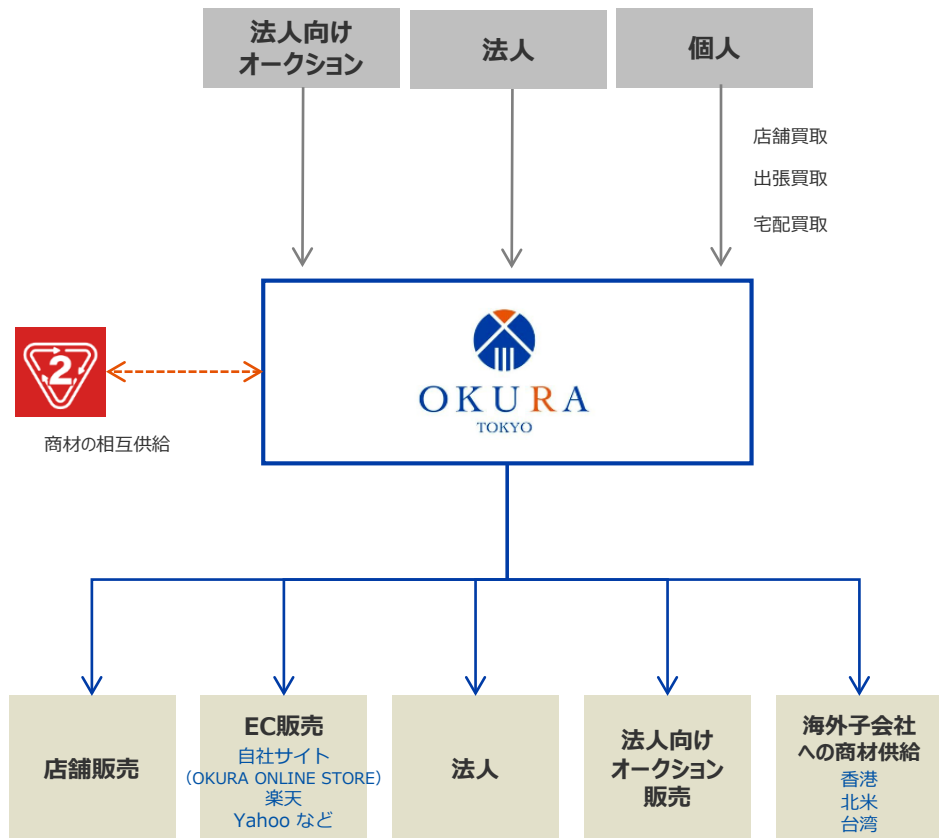 法人向け
オークション
法人
個人
店舗買取
出張買取
宅配買取
2
商材の相互供給
OKURA
TOKYO
店舗販売
EC販売
自社サイト
（OKURA ONLINE STORE）
楽天
Yahoo など
法人
法人向け
オークション
販売
海外子会社
への商材供給
香港
北米
台湾